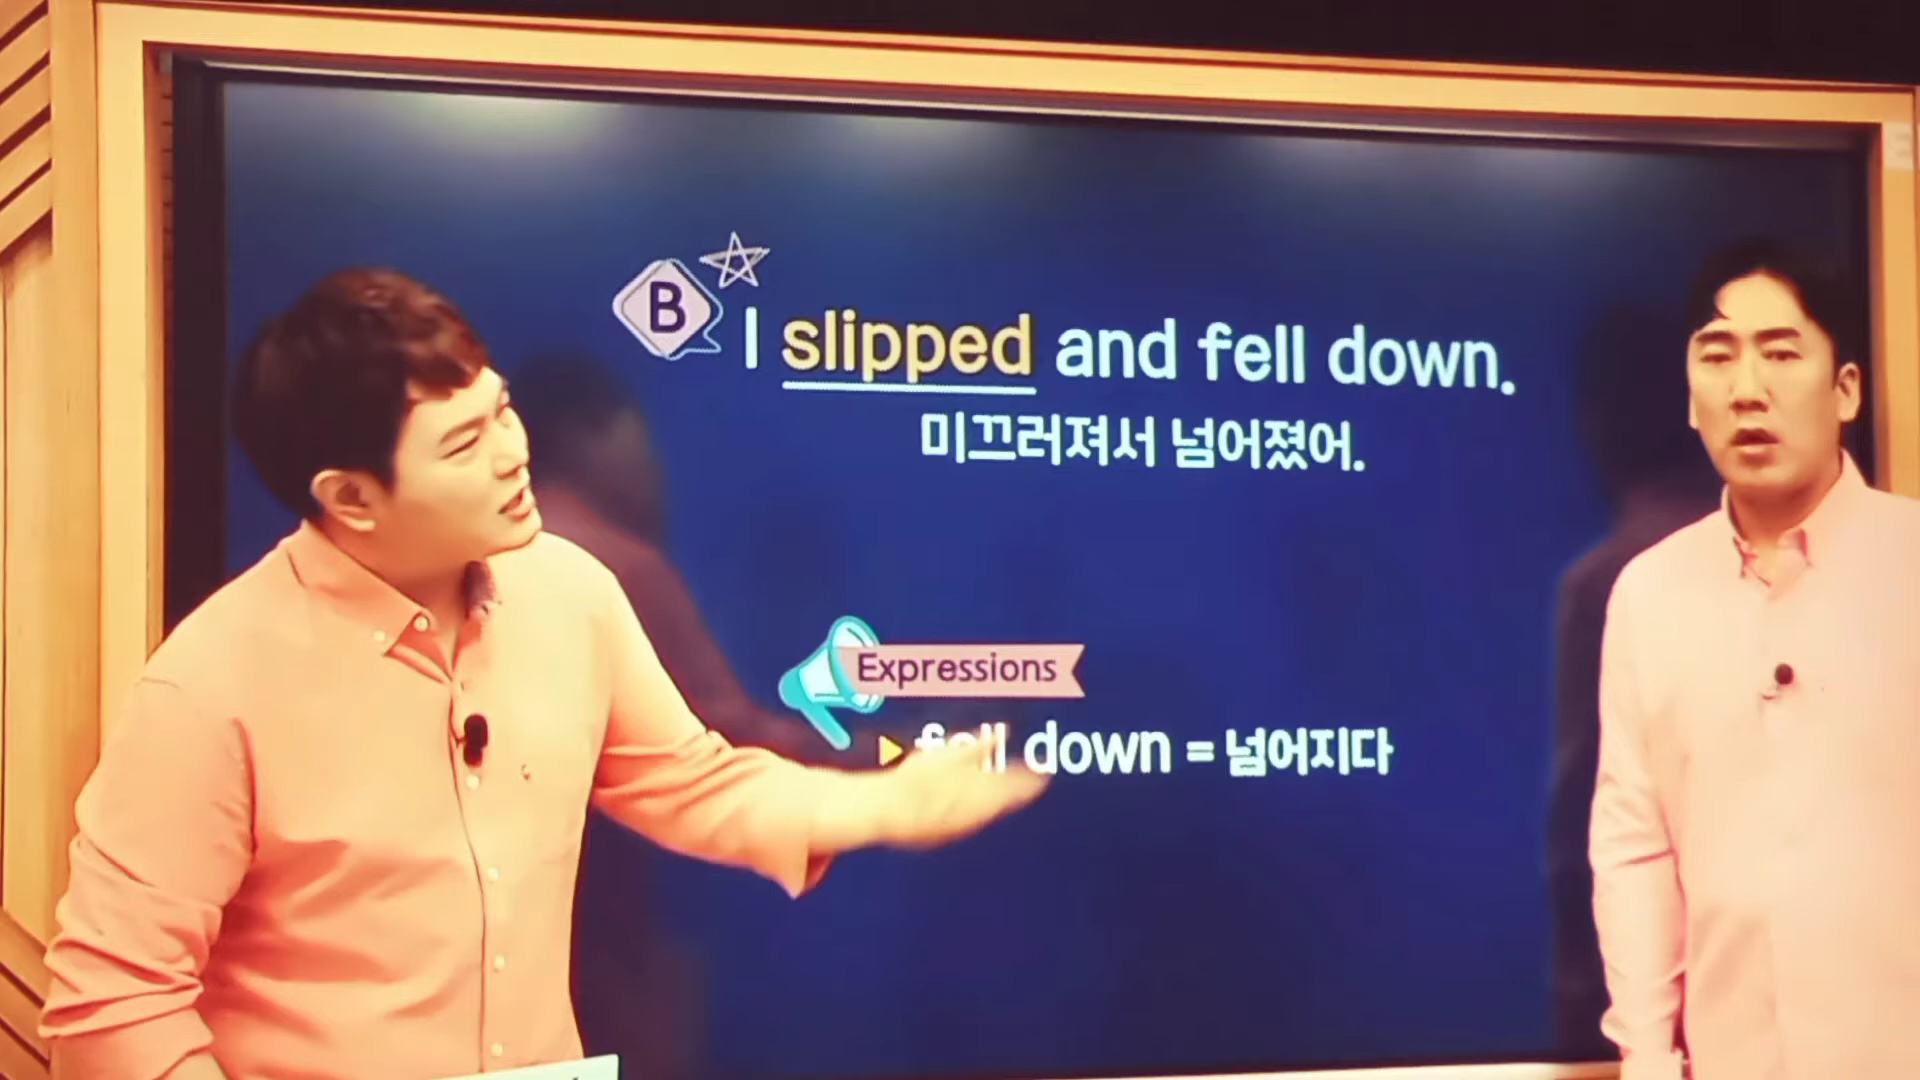 B
I slipped and fell down.
미끄러져서 넘어졌어.
Expressions
fell down = 넘어지다